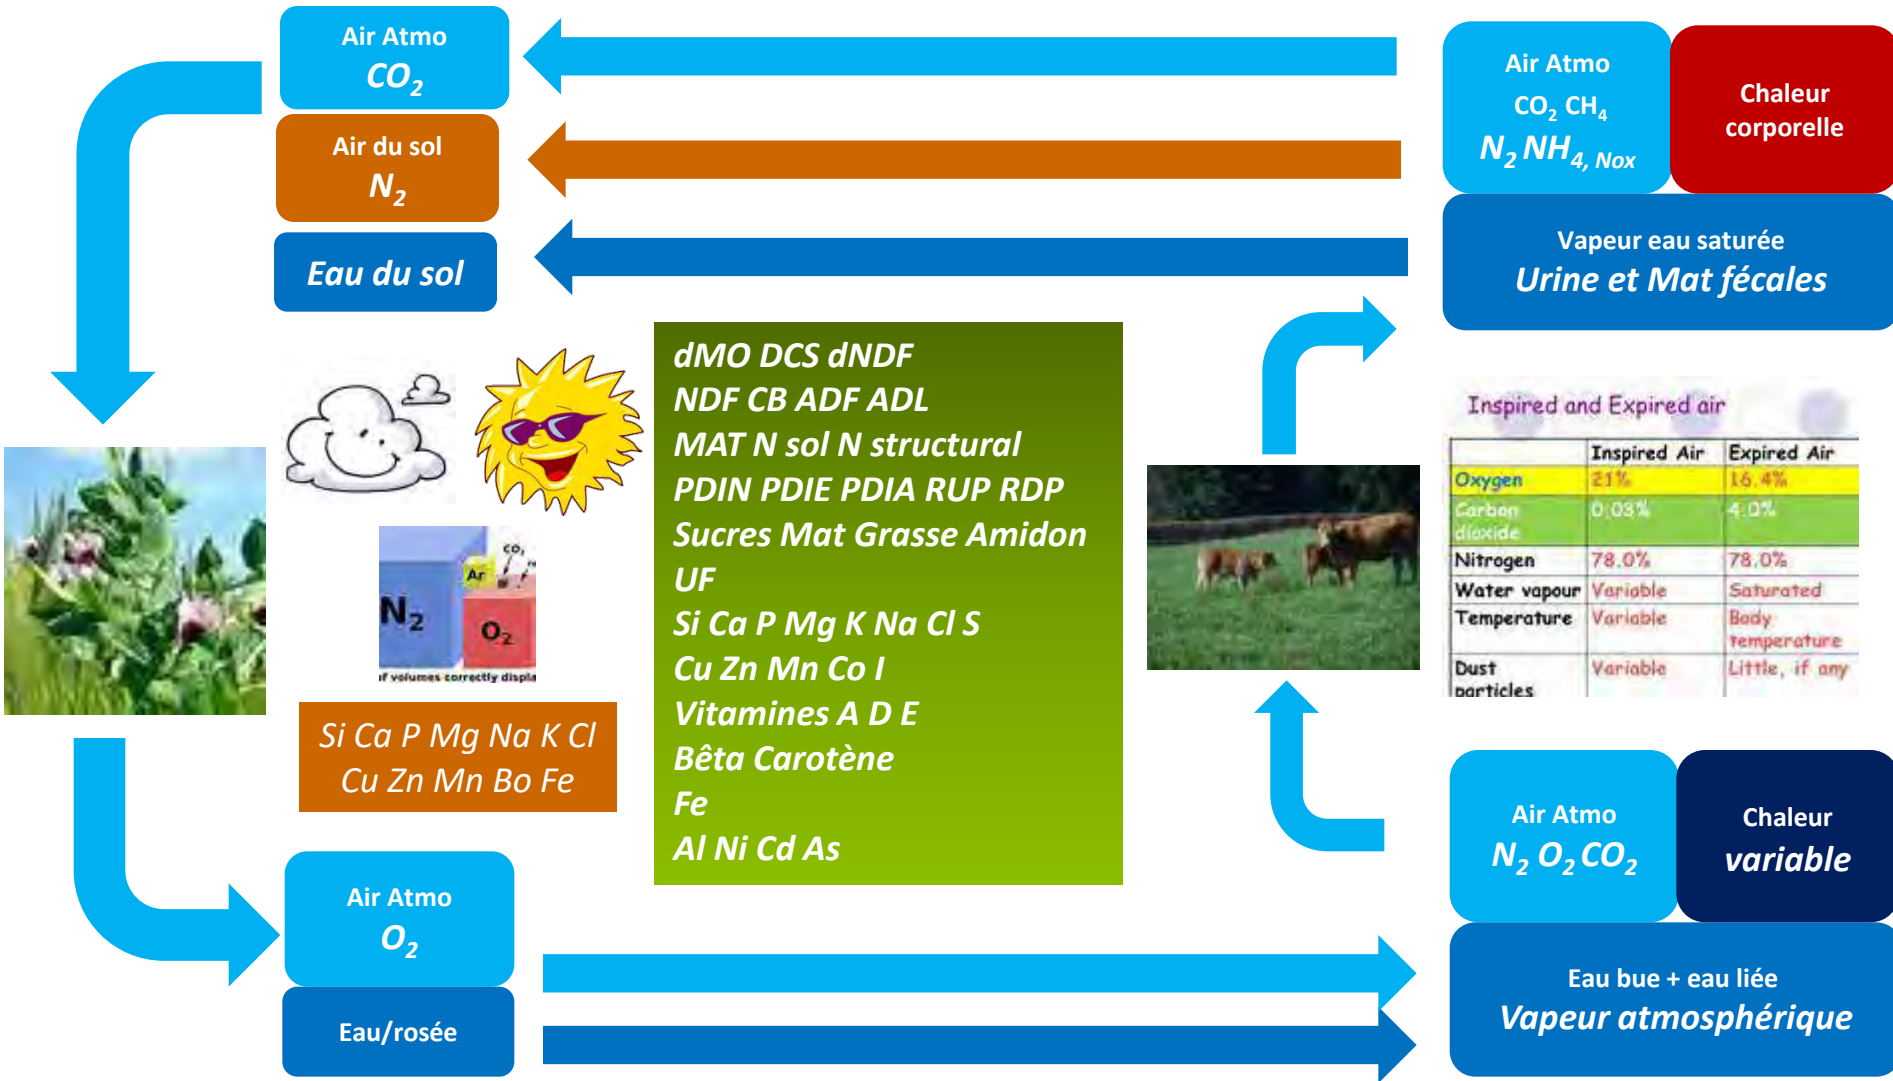 Air Atmo
CO2
Air du sol
N2
Eau du sol
Air Atmo
CO2 CH4
N2 NH4, Nox
Chaleur
corporelle
Vapeur eau saturée
Urine et Mat fécales
dMO DCS dNDF
NDF CB ADF ADL
MAT N sol N structural
PDIN PDIE PDIA RUP RDP
Sucres Mat Grasse Amidon
UF
Si Ca P Mg K Na Cl S
Cu Zn Mn Co I
Vitamines A D E
Bêta Carotène
Fe
Al Ni Cd As
CO2
Ar
N2
O2
of volumes correctly displa
Si Ca P Mg Na K Cl
Cu Zn Mn Bo Fe
Inspired and Expired air
Inspired Air Expired Air
Oxygen 21% 16.4%
Carbon dioxide 0.03% 4.0%
Nitrogen 78.0% 78.0%
Water vapour Variable Saturated
Temperature Variable Body temperature
Dust particles Variable Little, if any
Air Atmo
O2
Eau/rosée
Air Atmo
N2 O2 CO2
Chaleur
variable
Eau bue + eau liée
Vapeur atmosphérique